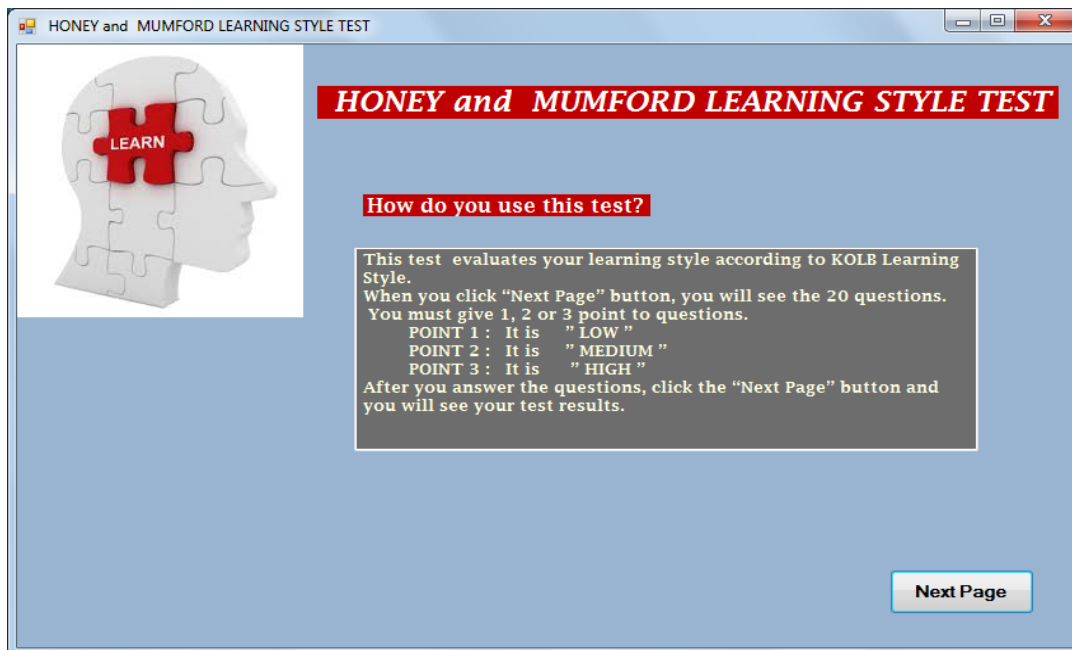 HONEY and MUMFORD LEARNING STYLE TEST
LEARN
HONEY and MUMFORD LEARNING STYLE TEST
How do you use this test?
This test evaluates your learning style according to KOLB Learning
Style.
When you click “Next Page” button, you will see the 20 questions.
You must give 1, 2 or 3 point to questions.
POINT 1 : It is ” LOW ”
POINT 2 : It is ” MEDIUM ”
POINT 3 : It is ” HIGH ”
After you answer the questions, click the “Next Page” button and
you will see your test results.
Next Page